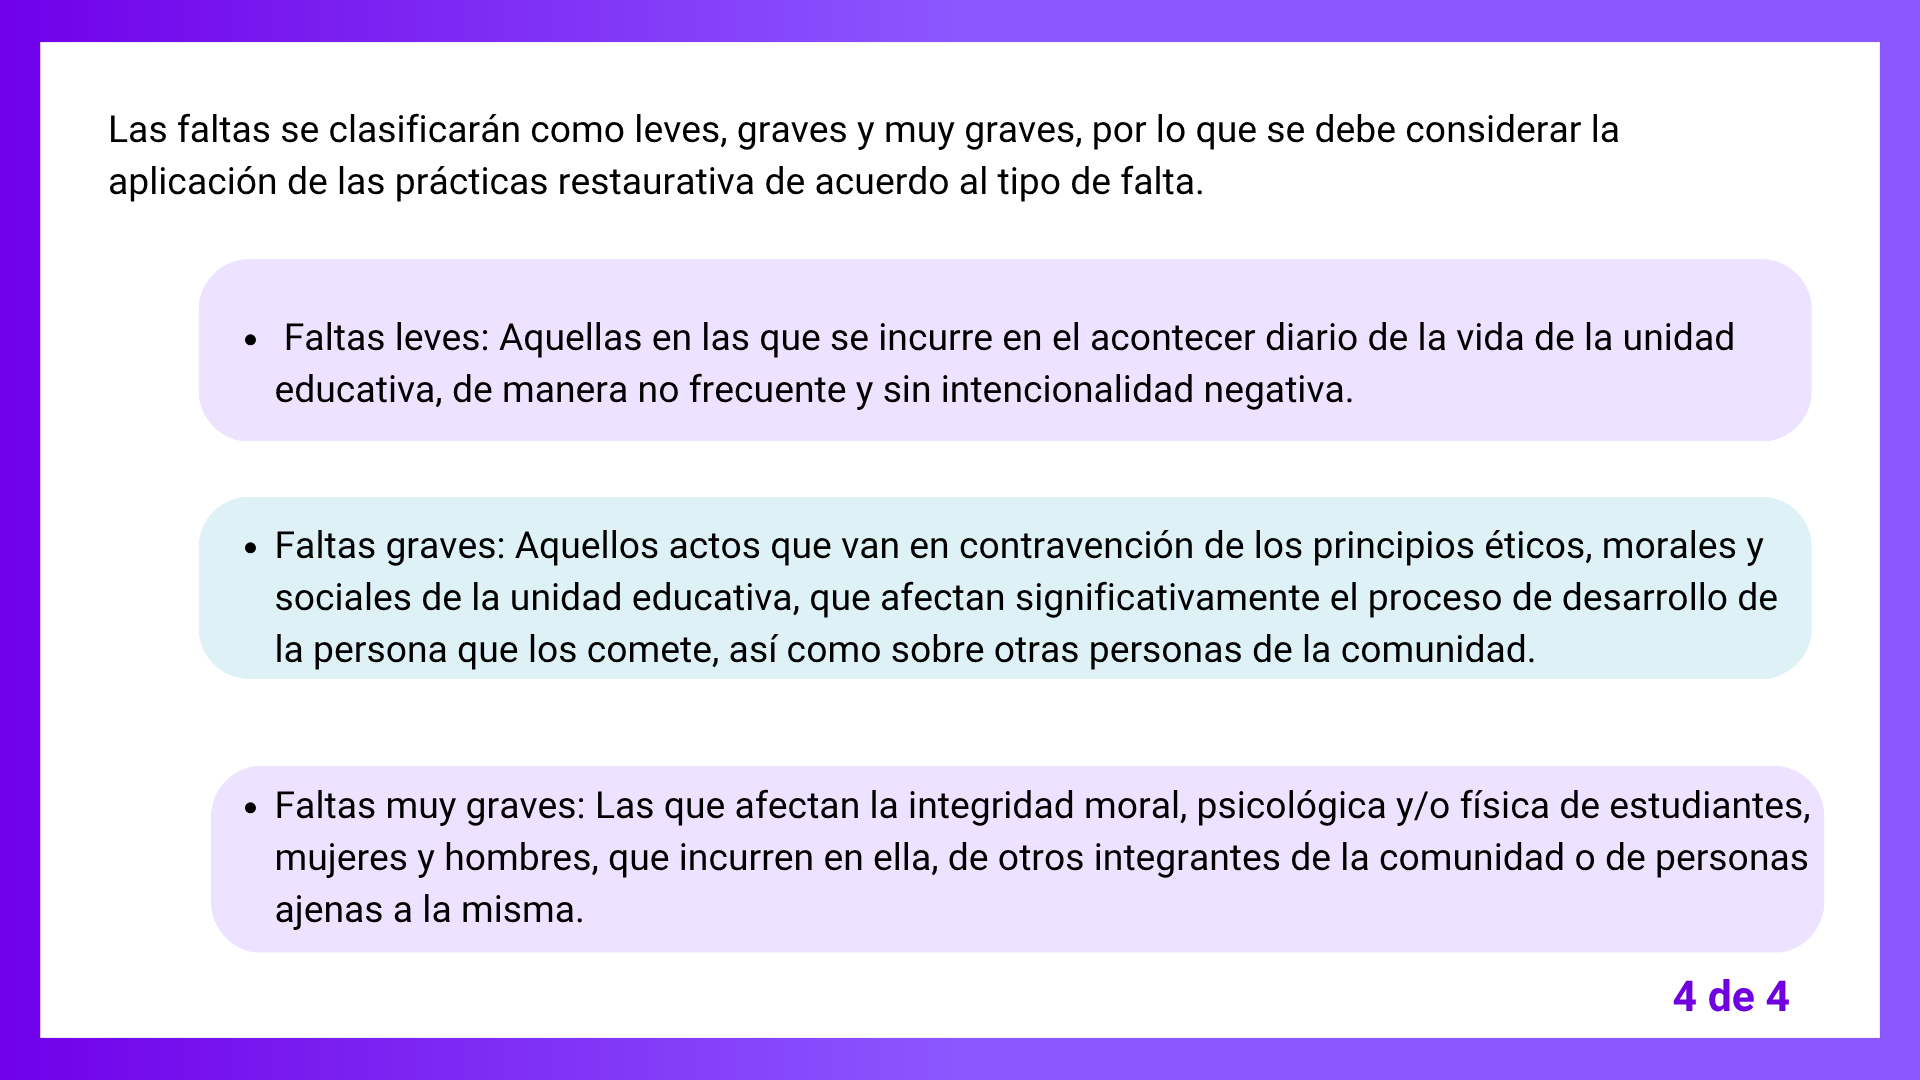 Las faltas se clasificarán como leves, graves y muy graves, por lo que se debe considerar la
aplicación de las prácticas restaurativa de acuerdo al tipo de falta.
• Faltas leves: Aquellas en las que se incurre en el acontecer diario de la vida de la unidad
educativa, de manera no frecuente y sin intencionalidad negativa.
• Faltas graves: Aquellos actos que van en contravención de los principios éticos, morales y
sociales de la unidad educativa, que afectan significativamente el proceso de desarrollo de
la persona que los comete, así como sobre otras personas de la comunidad.
• Faltas muy graves: Las que afectan la integridad moral, psicológica y/o física de estudiantes,
mujeres y hombres, que incurren en ella, de otros integrantes de la comunidad o de personas
ajenas a la misma.
4 de 4